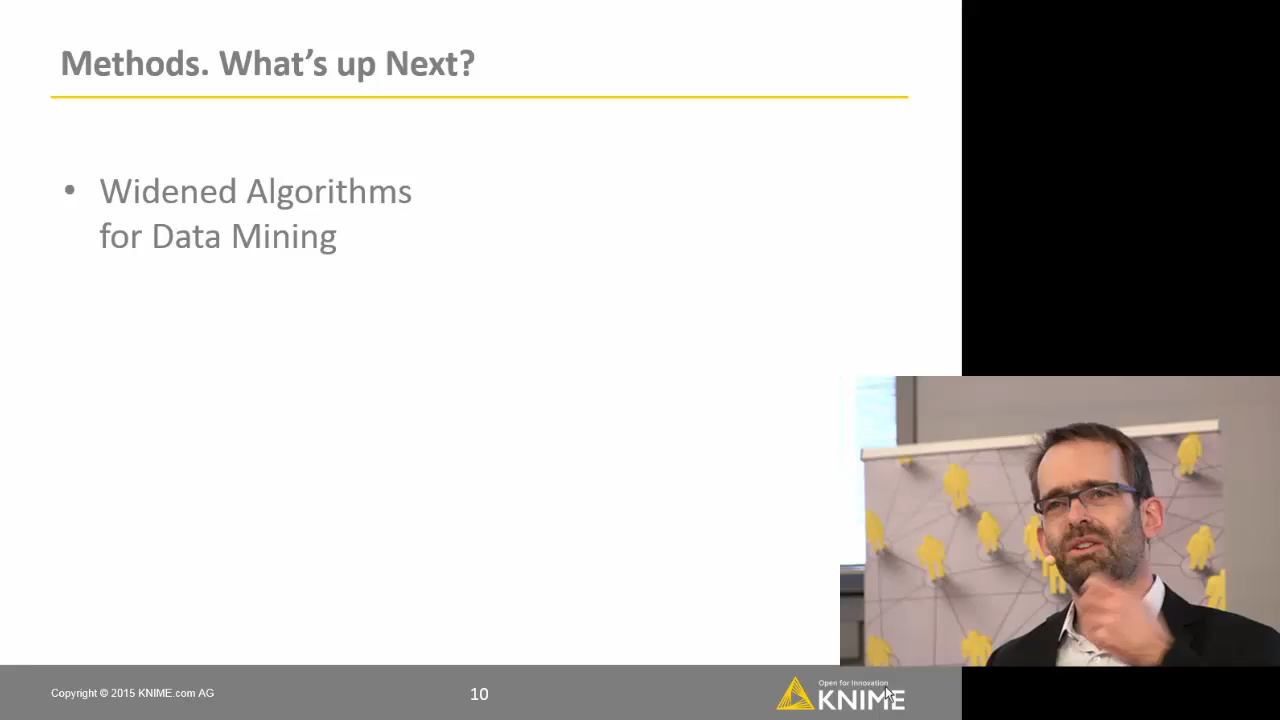 Methods. What's up Next?
• Widened Algorithms
for Data Mining
Copyright © 2015 KNIME.com AG
10
Open for Innovation
KNIME